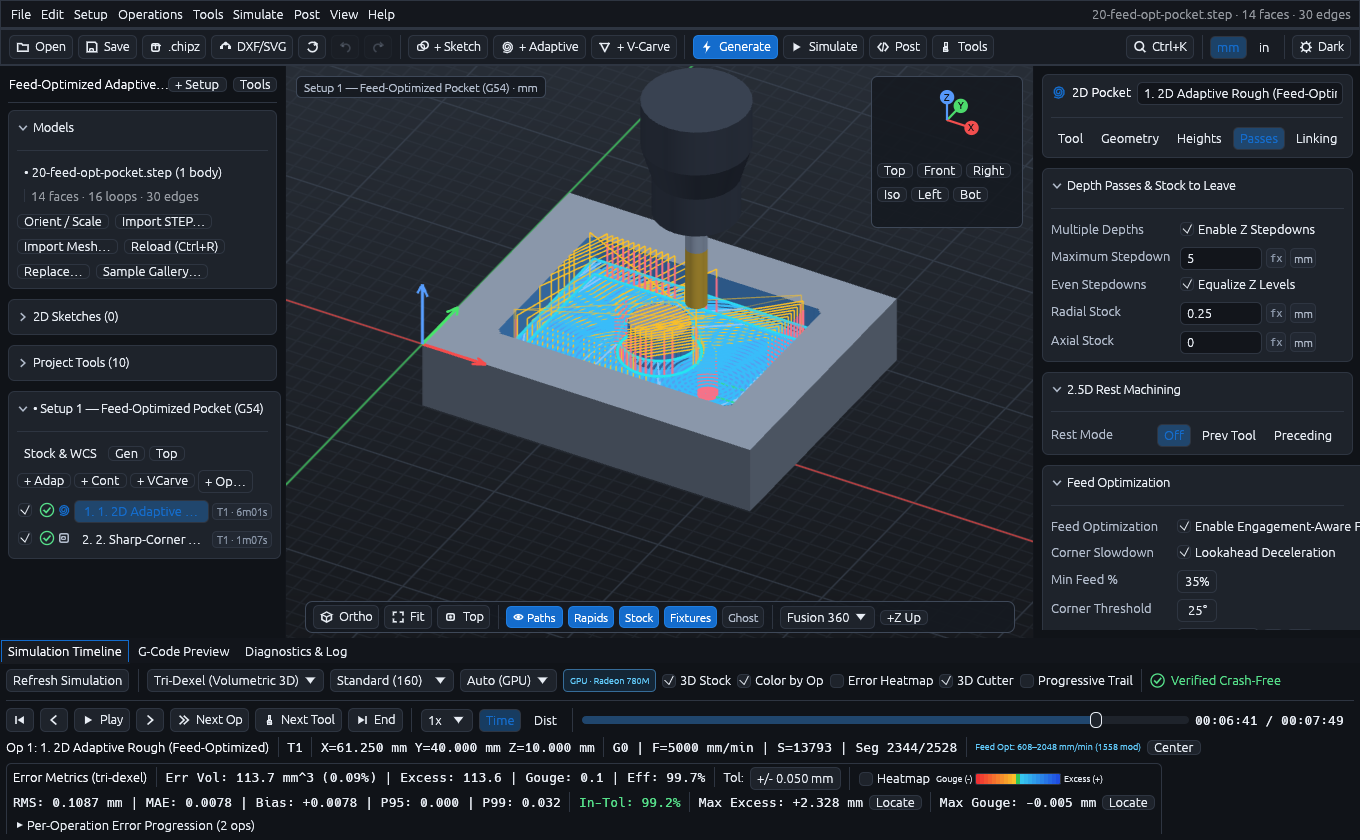 File Edit Setup Operations Tools Simulate Post View Help
20-feed-opt-pocket.step · 14 faces · 30 edges
Open Save .chipz DXF/SVG + Sketch + Adaptive + V-Carve Generate Simulate Post Tools Ctrl+K mm in Dark
Feed-Optimized Adaptive... + Setup Tools
Models
• 20-feed-opt-pocket.step (1 body)
14 faces · 16 loops · 30 edges
Orient / Scale Import STEP...
Import Mesh... Reload (Ctrl+R)
Replace... Sample Gallery...
2D Sketches (0)
Project Tools (10)
• Setup 1 — Feed-Optimized Pocket (G54)
Stock & WCS Gen Top
+ Adap + Cont + VCarve + Op...
1. 1. 2D Adaptive ... T1 · 6m01s
2. 2. Sharp-Corner ... T1 · 1m07s
Setup 1 — Feed-Optimized Pocket (G54) · mm
Z
Y
X
Top Front Right
Iso Left Bot
Ortho Fit Top Paths Rapids Stock Fixtures Ghost Fusion 360 +Z Up
2D Pocket 1. 2D Adaptive Rough (Feed-Optir
Tool Geometry Heights Passes Linking
Depth Passes & Stock to Leave
Multiple Depths Enable Z Stepdowns
Maximum Stepdown 5 fx mm
Even Stepdowns Equalize Z Levels
Radial Stock 0.25 fx mm
Axial Stock 0 fx mm
2.5D Rest Machining
Rest Mode Off Prev Tool Preceding
Feed Optimization
Feed Optimization Enable Engagement-Aware F
Corner Slowdown Lookahead Deceleration
Min Feed % 35%
Corner Threshold 25°
Simulation Timeline G-Code Preview Diagnostics & Log
Refresh Simulation Tri-Dexel (Volumetric 3D) Standard (160) Auto (GPU) GPU · Radeon 780M 3D Stock Color by Op Error Heatmap 3D Cutter Progressive Trail Verified Crash-Free
Play Next Op Next Tool End 1x Time Dist 00:06:41 / 00:07:49
Op 1: 1. 2D Adaptive Rough (Feed-Optimized) T1 X=61.250 mm Y=40.000 mm Z=10.000 mm G0 | F=5000 mm/min | S=13793 | Seg 2344/2528 Feed Opt: 608–2048 mm/min (1558 mod) Center
Error Metrics (tri-dexel) Err Vol: 113.7 mm^3 (0.09%) | Excess: 113.6 | Gouge: 0.1 | Eff: 99.7% Tol: +/- 0.050 mm Heatmap Gouge (-) Excess (+)
RMS: 0.1087 mm | MAE: 0.0078 | Bias: +0.0078 | P95: 0.000 | P99: 0.032 In-Tol: 99.2% Max Excess: +2.328 mm Locate Max Gouge: -0.005 mm Locate
Per-Operation Error Progression (2 ops)